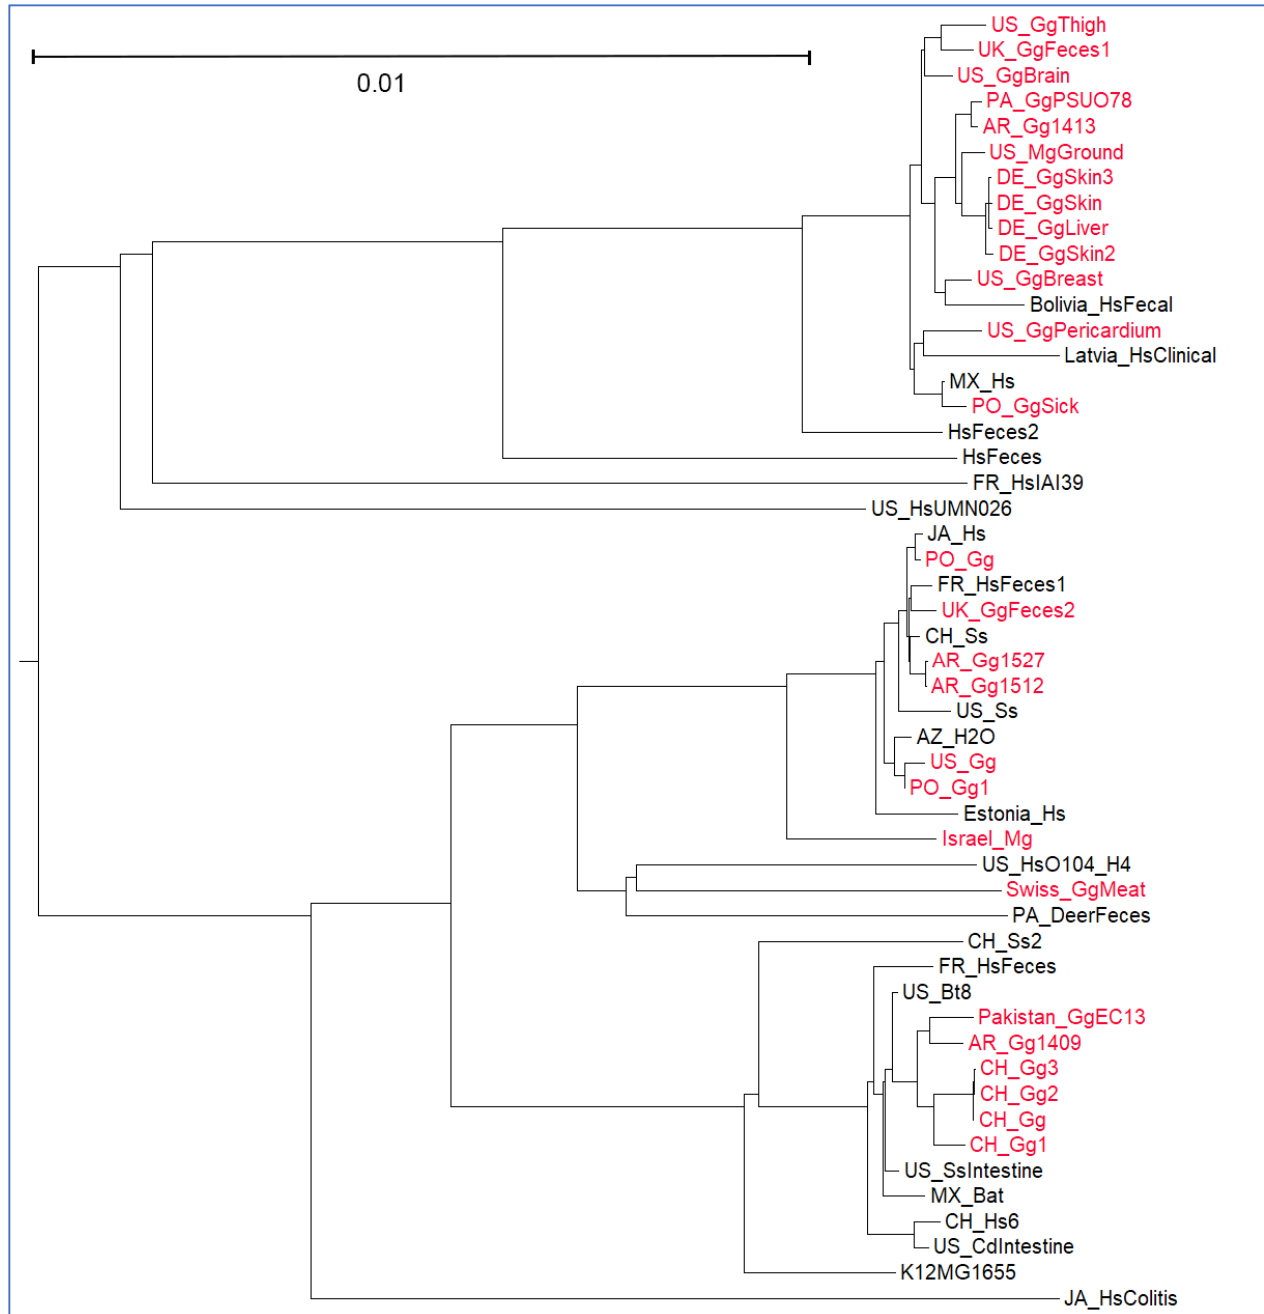 US_GgThigh
0.01
UK_GgFeces1
US_GgBrain
PA_GgPSUO78
AR_Gg1413
US_MgGround
DE_GgSkin3
DE_GgSkin
DE_GgLiver
DE_GgSkin2
US_GgBreast
Bolivia_HsFecal
US_GgPericardium
Latvia_HsClinical
MX_Hs
PO_GgSick
HsFeces2
HsFeces
FR_HsIAI39
US_HsUMN026
JA_Hs
PO_Gg
FR_HsFeces1
UK_GgFeces2
CH_Ss
AR_Gg1527
AR_Gg1512
US_Ss
AZ_H2O
US_Gg
PO_Gg1
Estonia_Hs
Israel_Mg
US_HsO104_H4
Swiss_GgMeat
PA_DeerFeces
CH_Ss2
FR_HsFeces
US_Bt8
Pakistan_GgEC13
AR_Gg1409
CH_Gg3
CH_Gg2
CH_Gg
CH_Gg1
US_SsIntestine
MX_Bat
CH_Hs6
US_CdIntestine
K12MG1655
JA_HsColitis